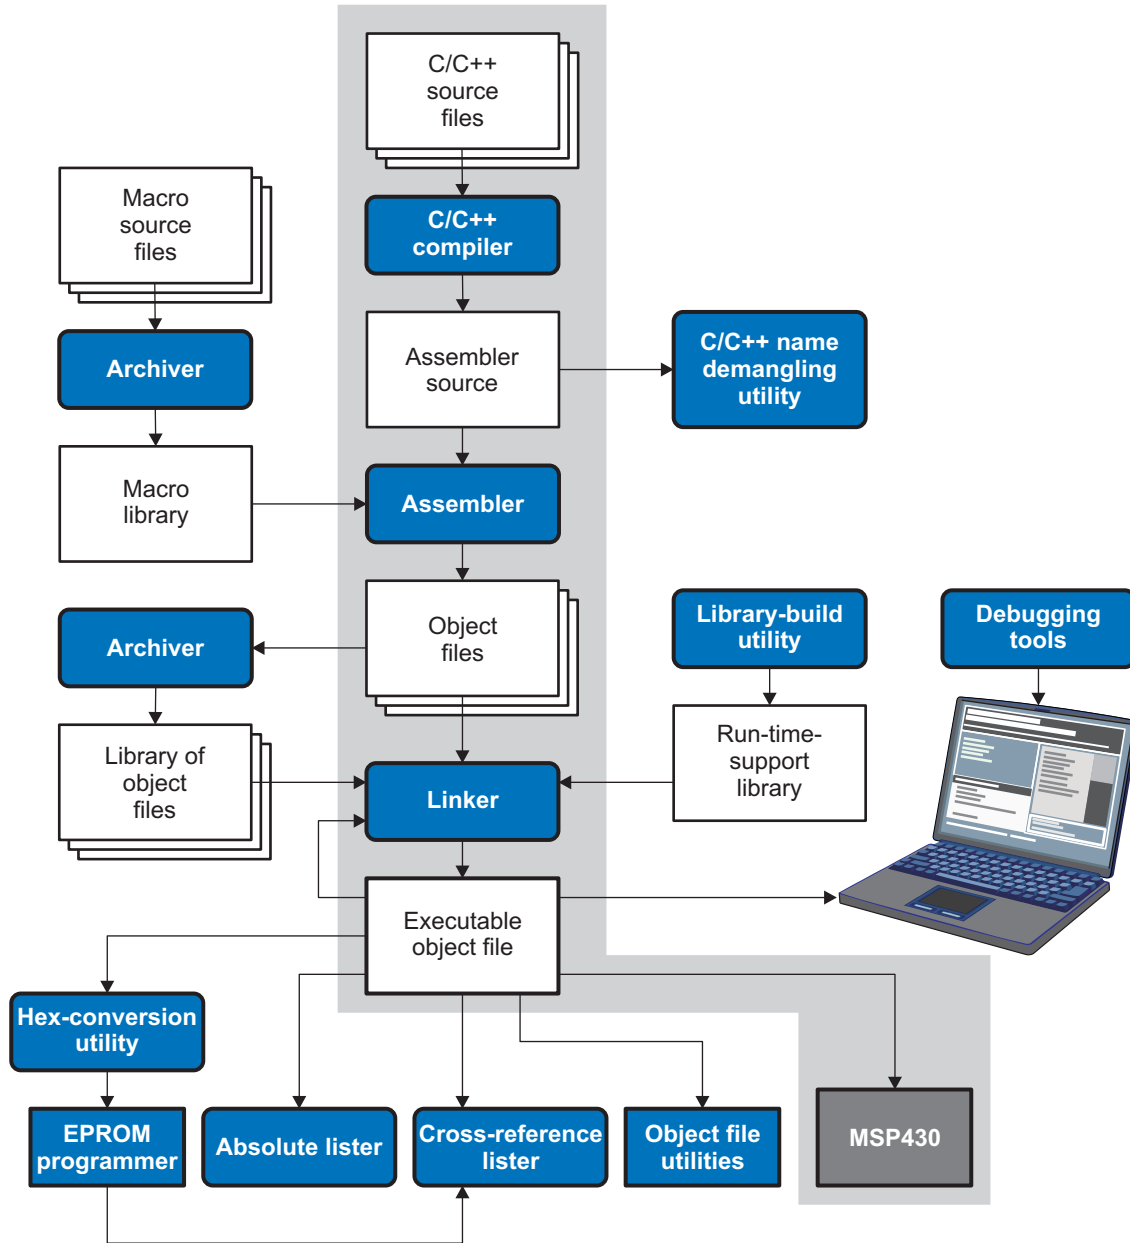 C/C++
source
files
Macro
source
files
C/C++
compiler
Archiver
Assembler
source
C/C++ name
demangling
utility
Macro
library
Assembler
Archiver
Object
files
Library-build
utility
Debugging
tools
Library of
object
files
Linker
Run-time-
support
library
Executable
object file
Hex-conversion
utility
EPROM
programmer
Absolute lister
Cross-reference
lister
Object file
utilities
MSP430